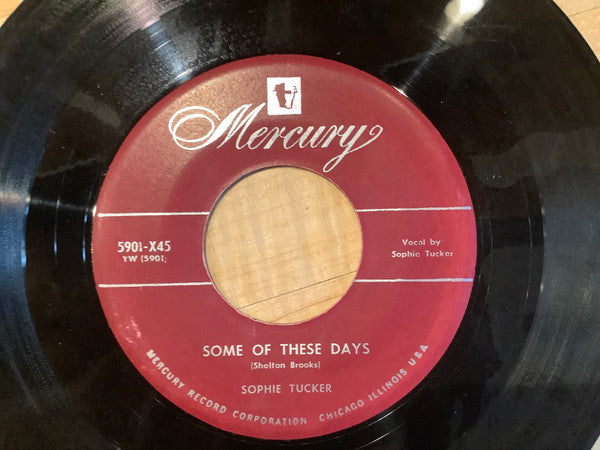 Mercury
5901-X45
YW (5901)
Vocal by
Sophie Tucker
SOME OF THESE DAYS
(Shelton Brooks)
SOPHIE TUCKER
MERCURY RECORD CORPORATION CHICAGO ILLINOIS USA